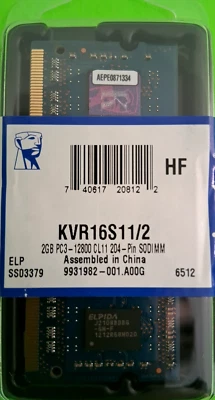 AEPE0671334
7 40617 20812 2
HF
KVR16S11/2
2GB PC3-12800 CL11 204-Pin SODIMM
ELP Assembled in China
SS03379 9931982-001.A00G 6512
ELPIDA